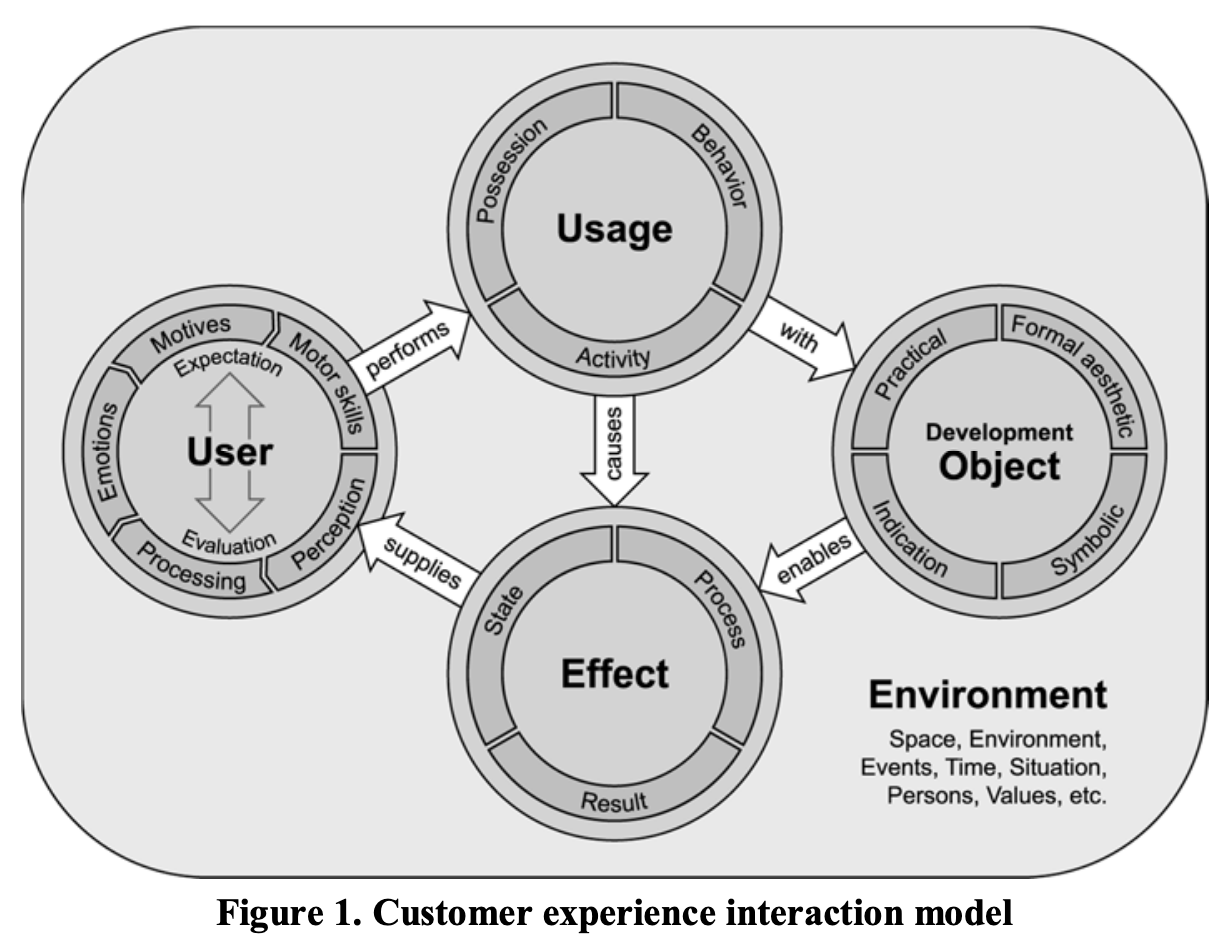 Usage
Possession
Behavior
Activity
performs
with
causes
User
Motives
Motor skills
Expectation
Emotions
Evaluation
Processing
Perception
Development
Object
Practical
Formal aesthetic
Indication
Symbolic
supplies
enables
Effect
State
Process
Result
Environment
Space, Environment,
Events, Time, Situation,
Persons, Values, etc.
Figure 1. Customer experience interaction model